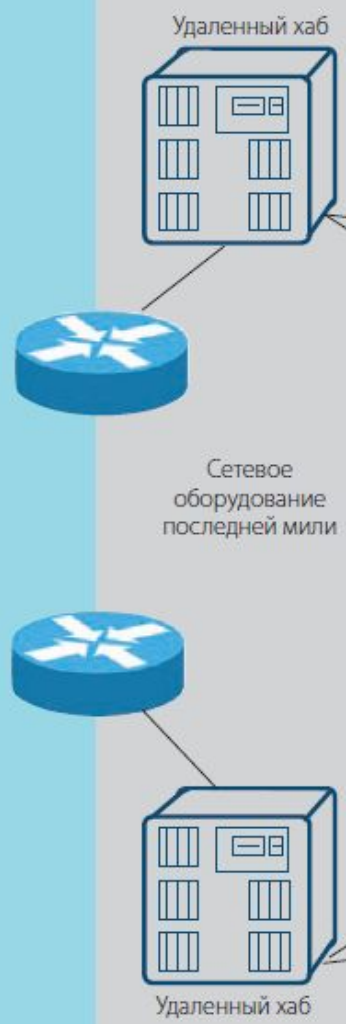 Удаленный хаб
Сетевое
оборудование
последней мили
Удаленный хаб